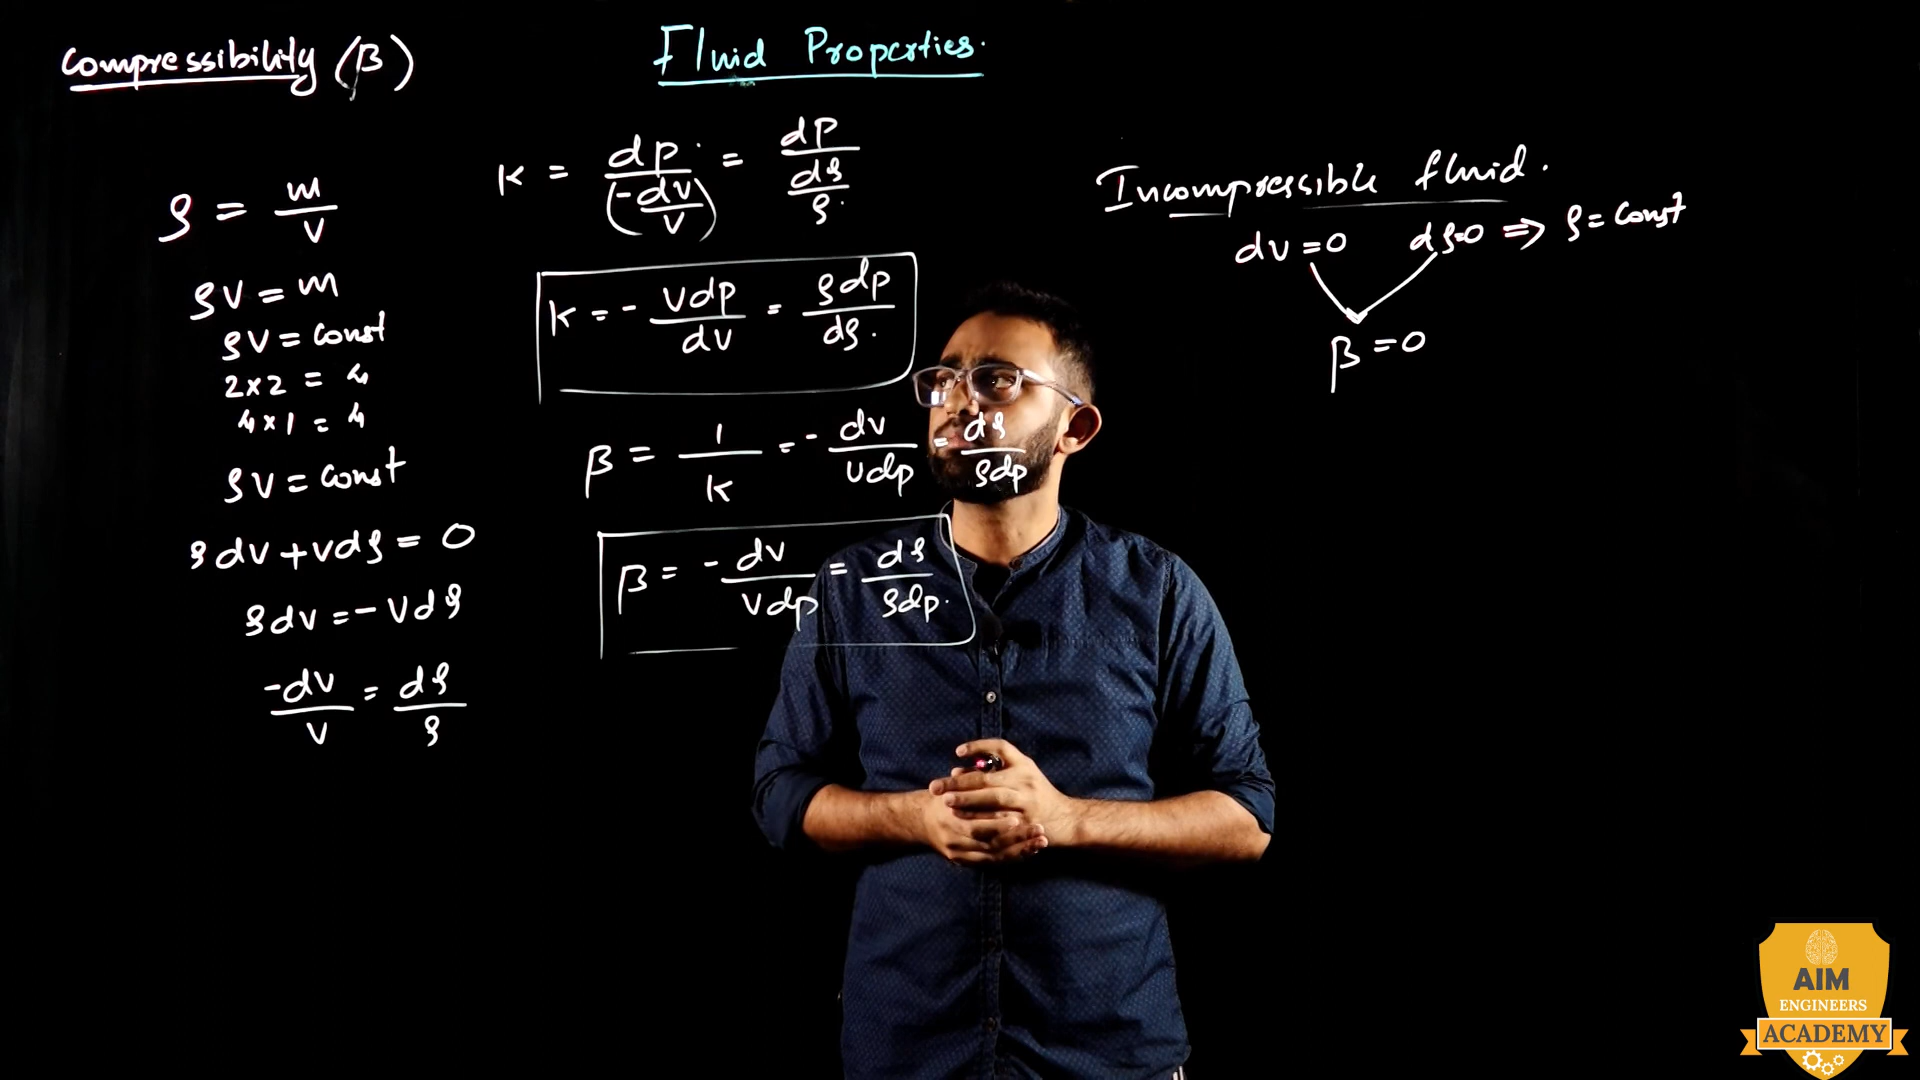 Compressibility (β)
Fluid Properties.
ρ = m/V
ρV = m
ρV = Const
2×2 = 4
4×1 = 4
ρV = Const
ρdv + vdρ = 0
ρdv = - Vdρ
-dv/V = dρ/ρ
K = dp/(-dv/V) = dP/(dρ/ρ)
K = - Vdp/dv = ρdp/dρ.
β = 1/K = - dv/Vdp = dρ/ρdp
β = - dv/Vdp = dρ/ρdp.
Incompressible fluid.
dv = 0 dρ=0 ⇒ ρ = Const
β = 0
AIM
ENGINEERS
ACADEMY